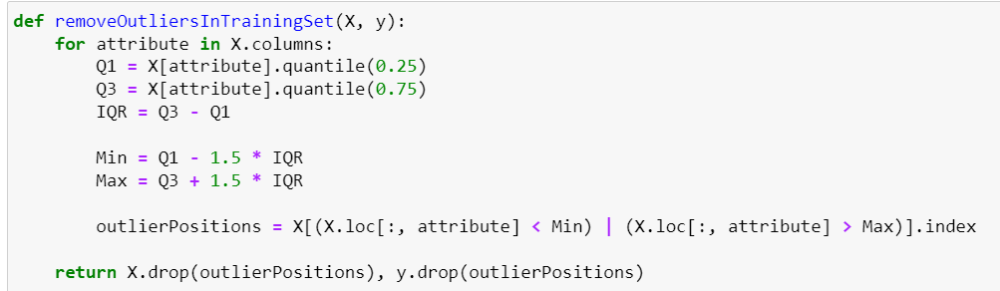 def removeOutliersInTrainingSet(X, y):
    for attribute in X.columns:
        Q1 = X[attribute].quantile(0.25)
        Q3 = X[attribute].quantile(0.75)
        IQR = Q3 - Q1

        Min = Q1 - 1.5 * IQR
        Max = Q3 + 1.5 * IQR

        outlierPositions = X[(X.loc[:, attribute] < Min) | (X.loc[:, attribute] > Max)].index

    return X.drop(outlierPositions), y.drop(outlierPositions)